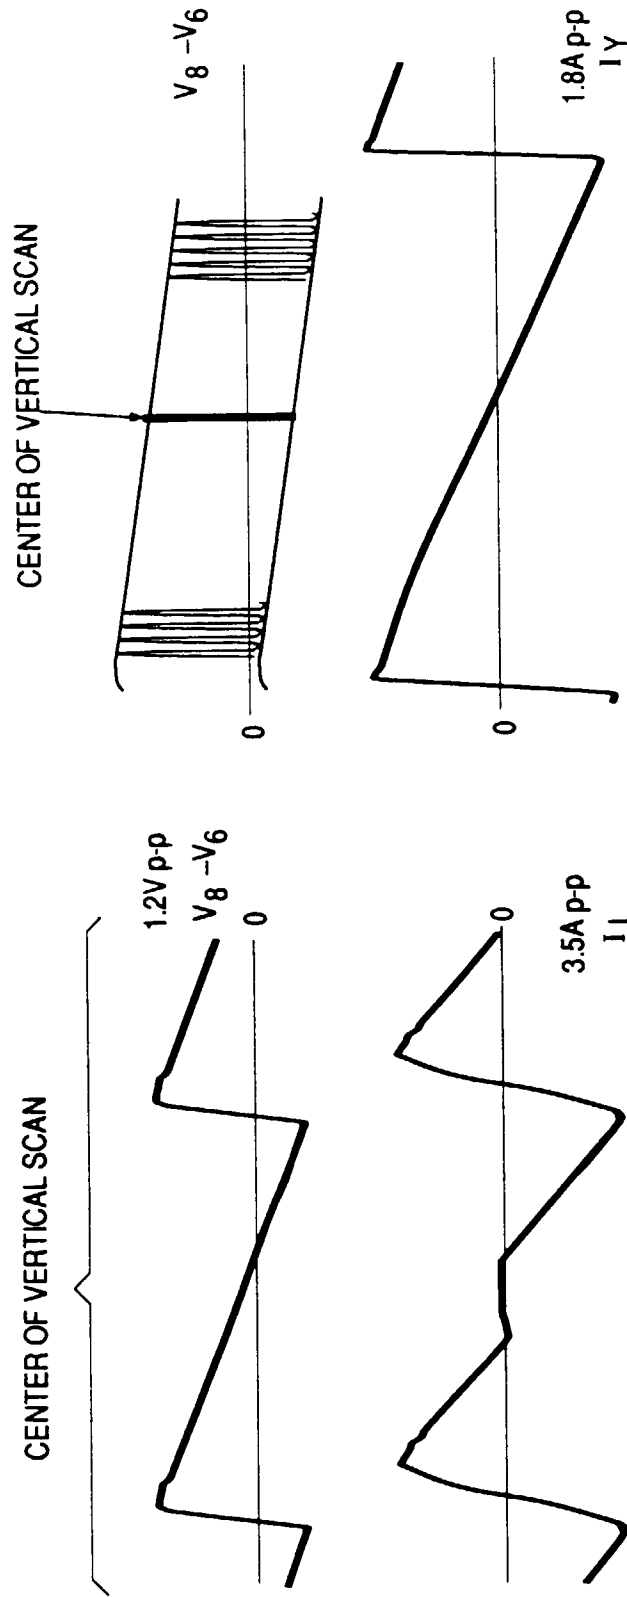 CENTER OF VERTICAL SCAN
1.2V p-p
V8 -V6
0
0
3.5A p-p
IL
CENTER OF VERTICAL SCAN
V8 -V6
0
0
1.8A p-p
IY